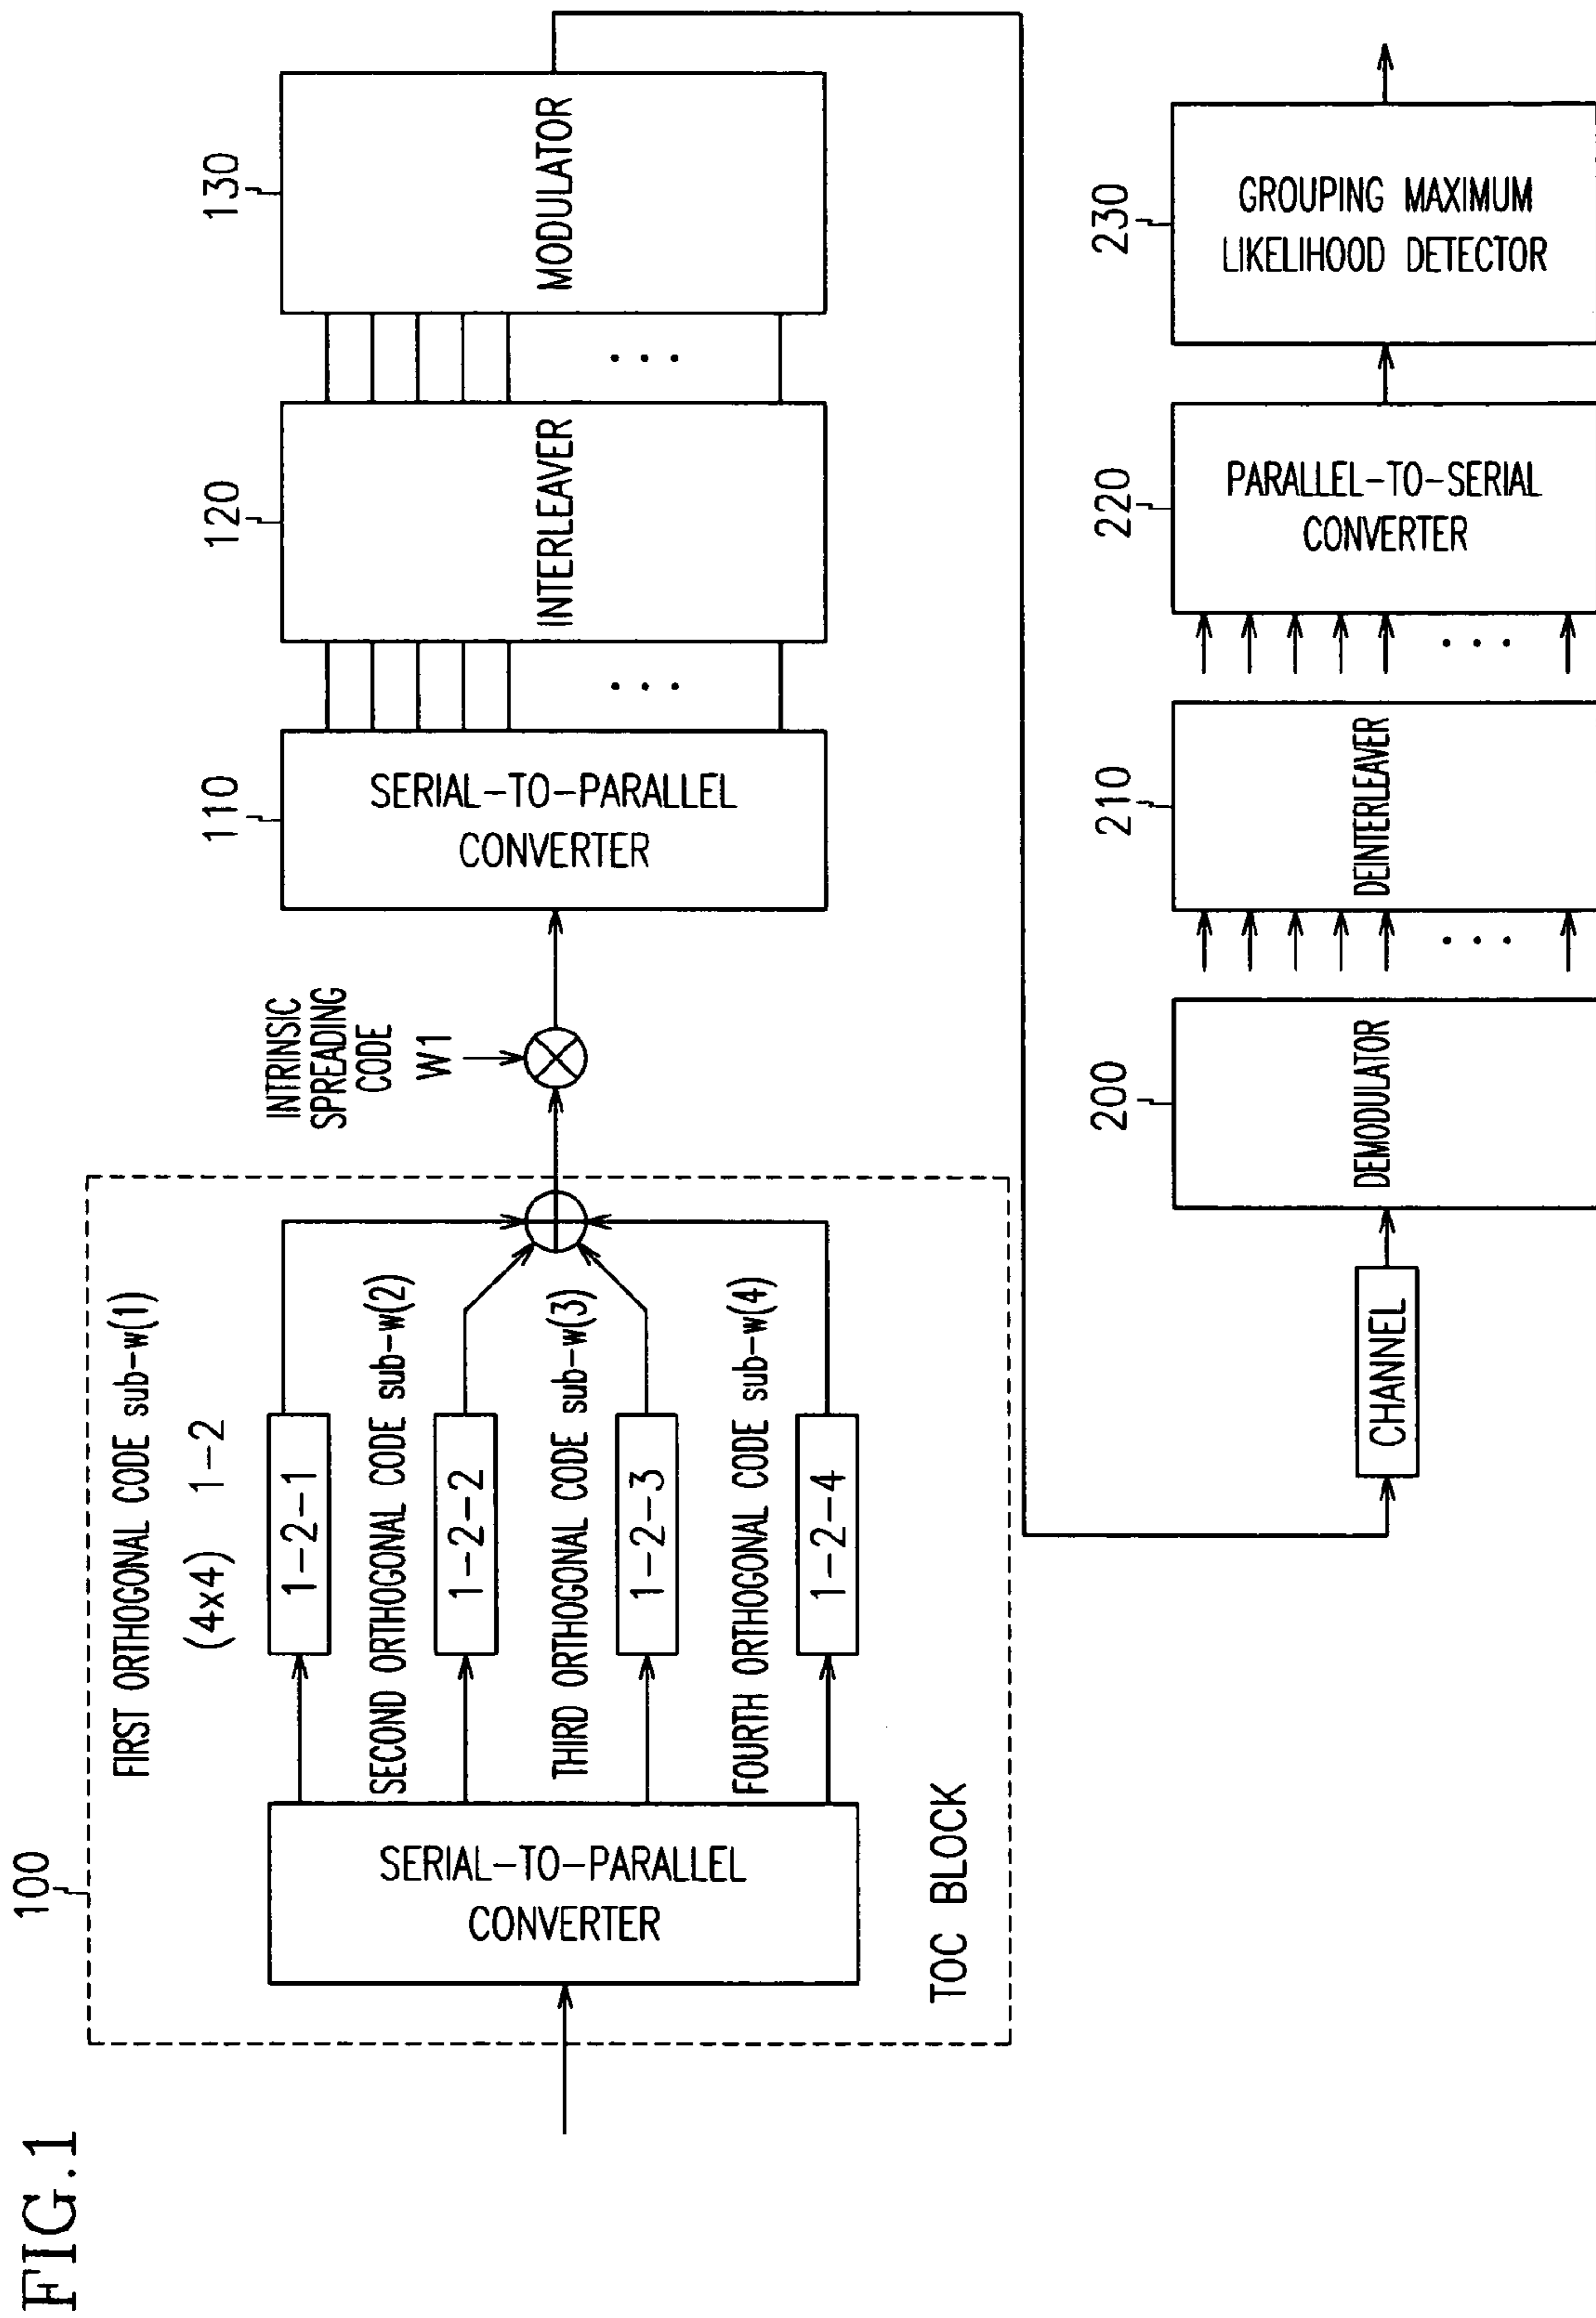 FIG.1
100
FIRST ORTHOGONAL CODE sub-w(1)
(4x4) 1-2
1-2-1
SECOND ORTHOGONAL CODE sub-w(2)
1-2-2
THIRD ORTHOGONAL CODE sub-w(3)
1-2-3
FOURTH ORTHOGONAL CODE sub-w(4)
1-2-4
SERIAL-TO-PARALLEL
CONVERTER
TOC BLOCK
INTRINSIC
SPREADING
CODE
W1
110
SERIAL-TO-PARALLEL
CONVERTER
120
INTERLEAVER
130
MODULATOR
CHANNEL
200
DEMODULATOR
210
DEINTERLEAVER
220
PARALLEL-TO-SERIAL
CONVERTER
230
GROUPING MAXIMUM
LIKELIHOOD DETECTOR